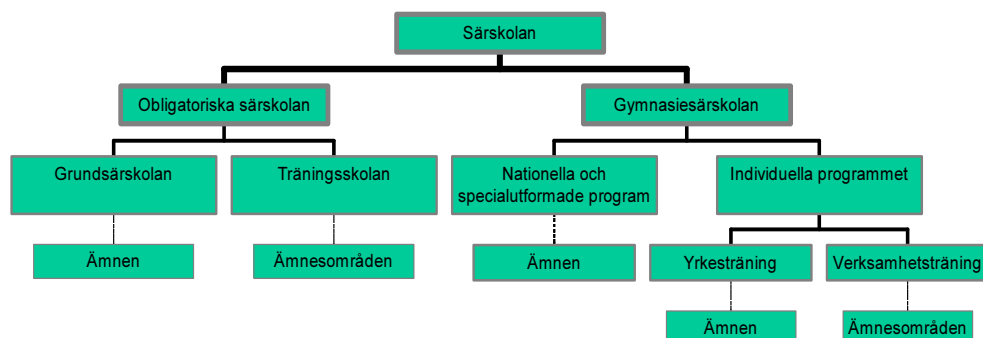 Särskolan
Obligatoriska särskolan
Gymnasiesärskolan
Grundsärskolan
Träningsskolan
Nationella och
specialutformade program
Individuella programmet
Ämnen
Ämnesområden
Ämnen
Yrkesträning
Verksamhetsträning
Ämnen
Ämnesområden